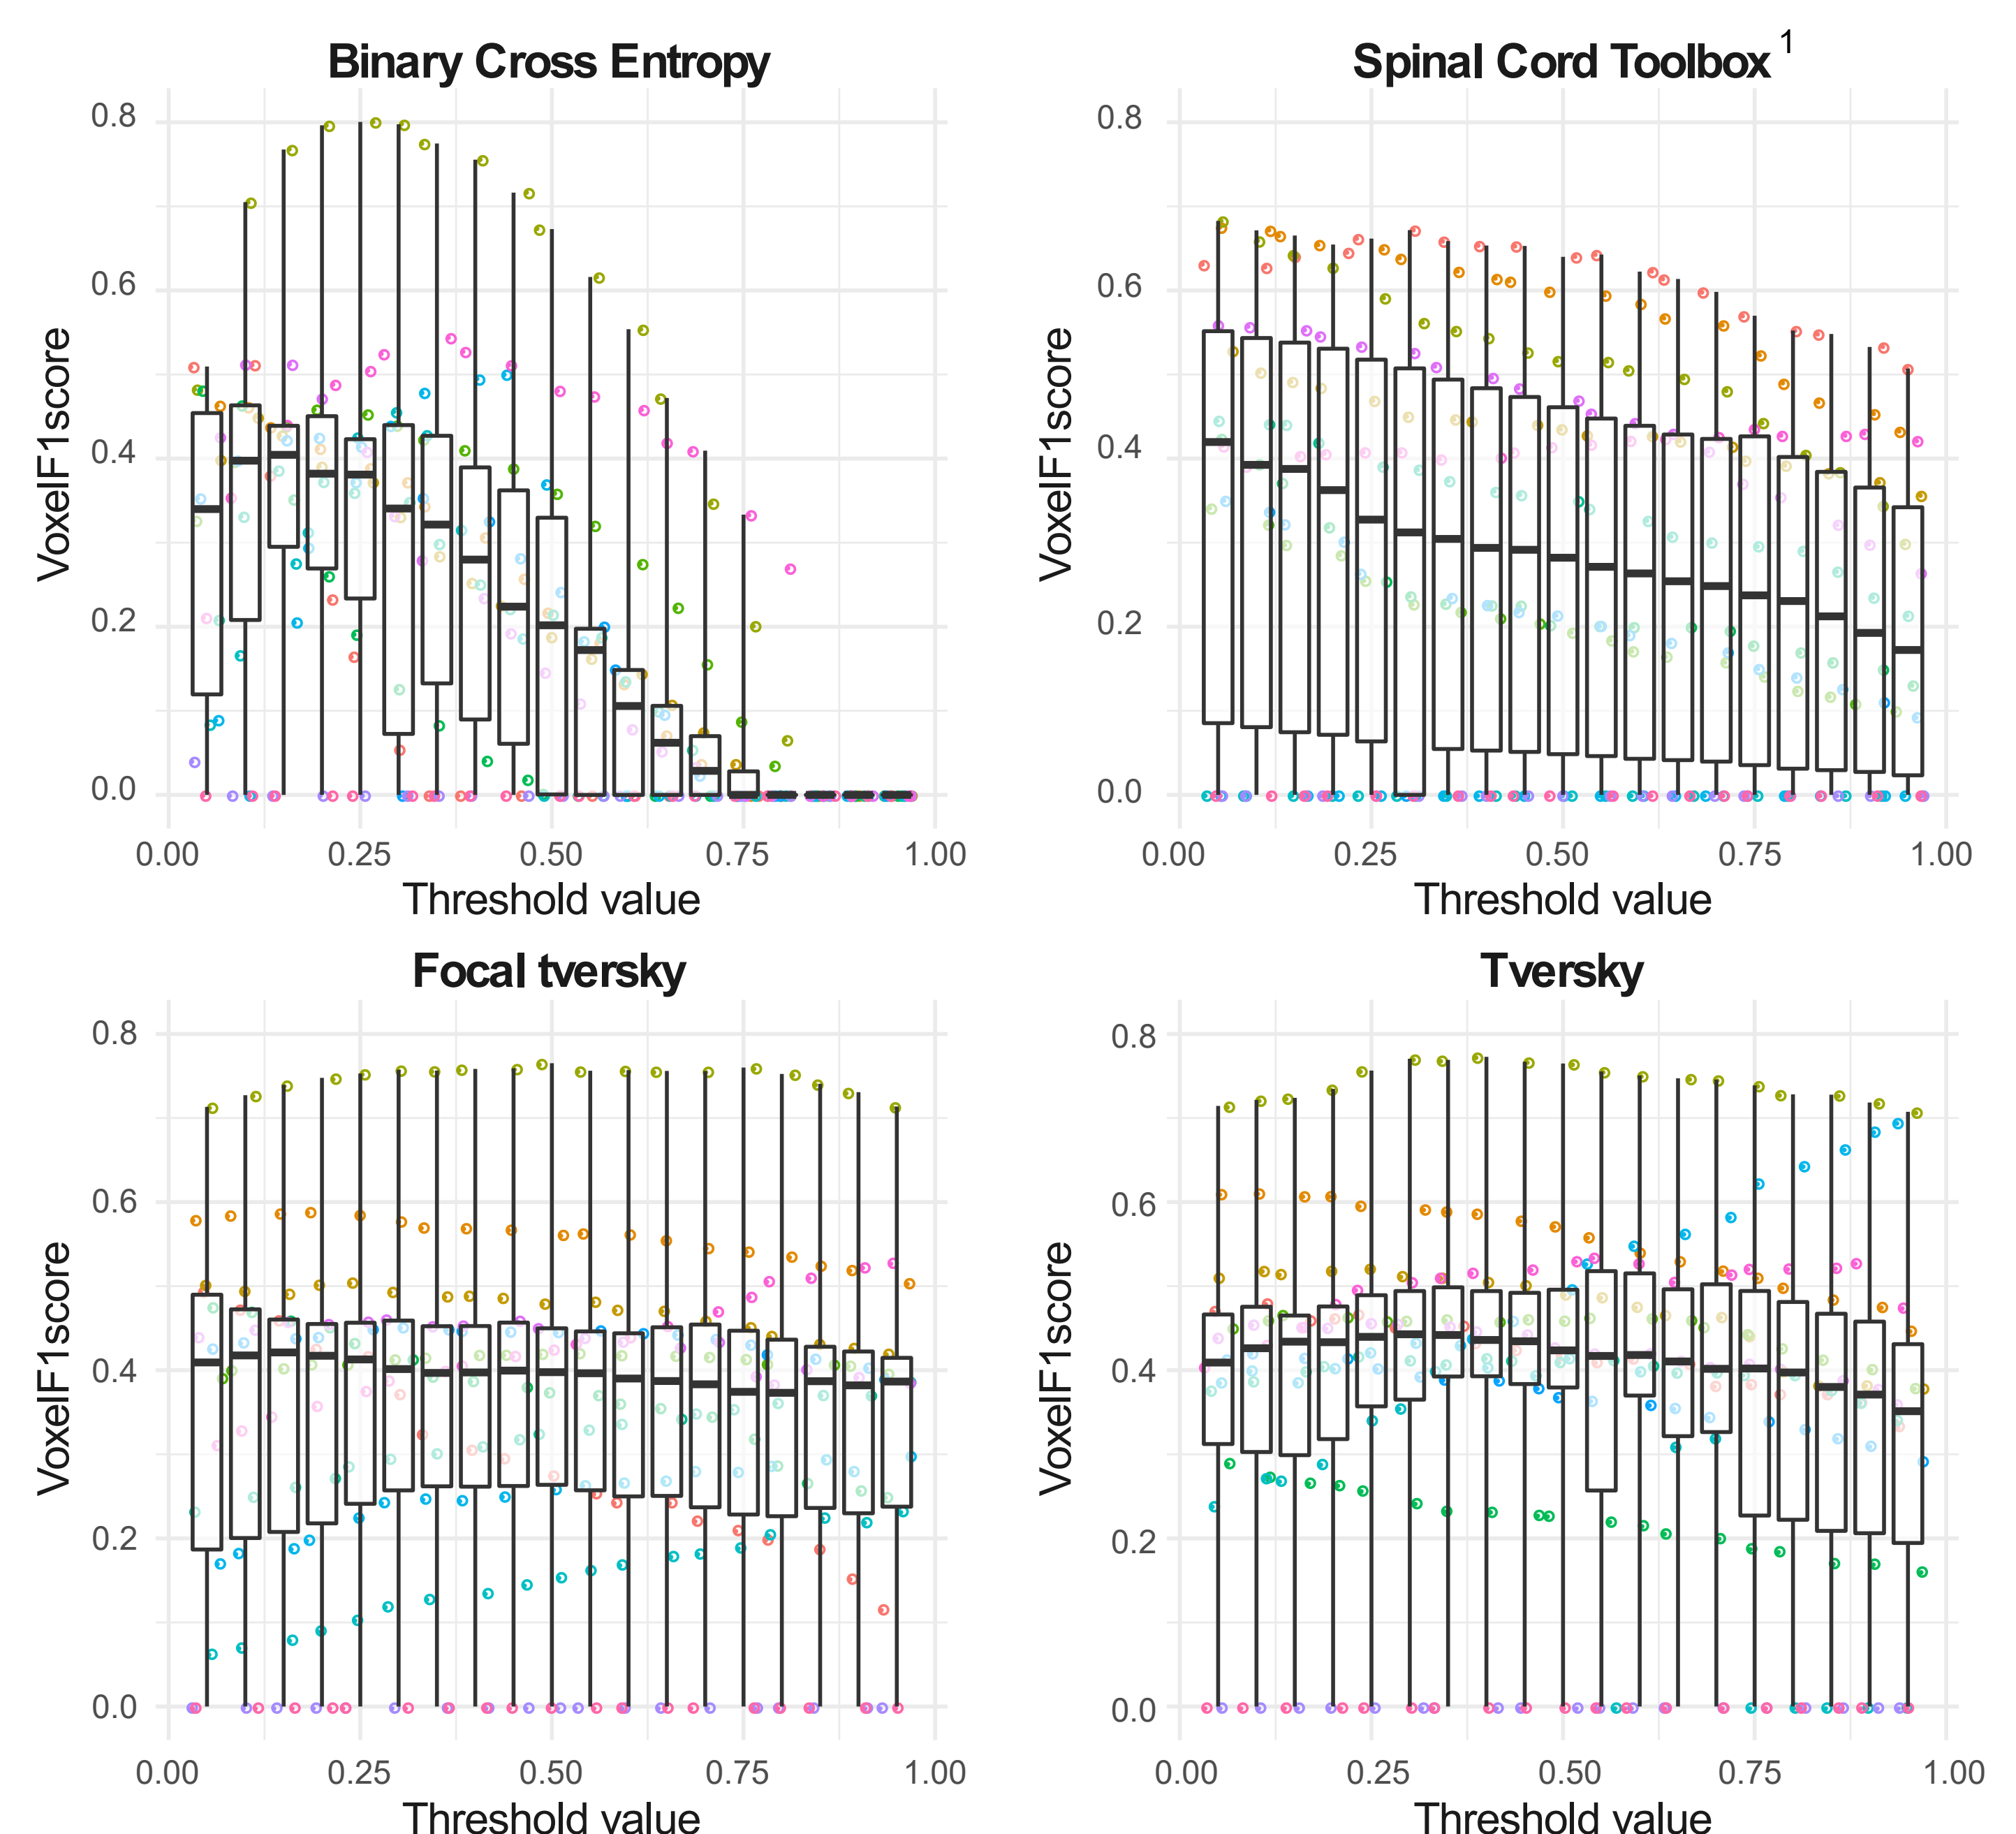 Binary Cross Entropy
0.8
0.6
0.4
0.2
0.0
VoxelF1score
0.00 0.25 0.50 0.75 1.00
Threshold value
Spinal Cord Toolbox 1
0.8
0.6
0.4
0.2
0.0
VoxelF1score
0.00 0.25 0.50 0.75 1.00
Threshold value
Focal tversky
0.8
0.6
0.4
0.2
0.0
VoxelF1score
0.00 0.25 0.50 0.75 1.00
Threshold value
Tversky
0.8
0.6
0.4
0.2
0.0
VoxelF1score
0.00 0.25 0.50 0.75 1.00
Threshold value